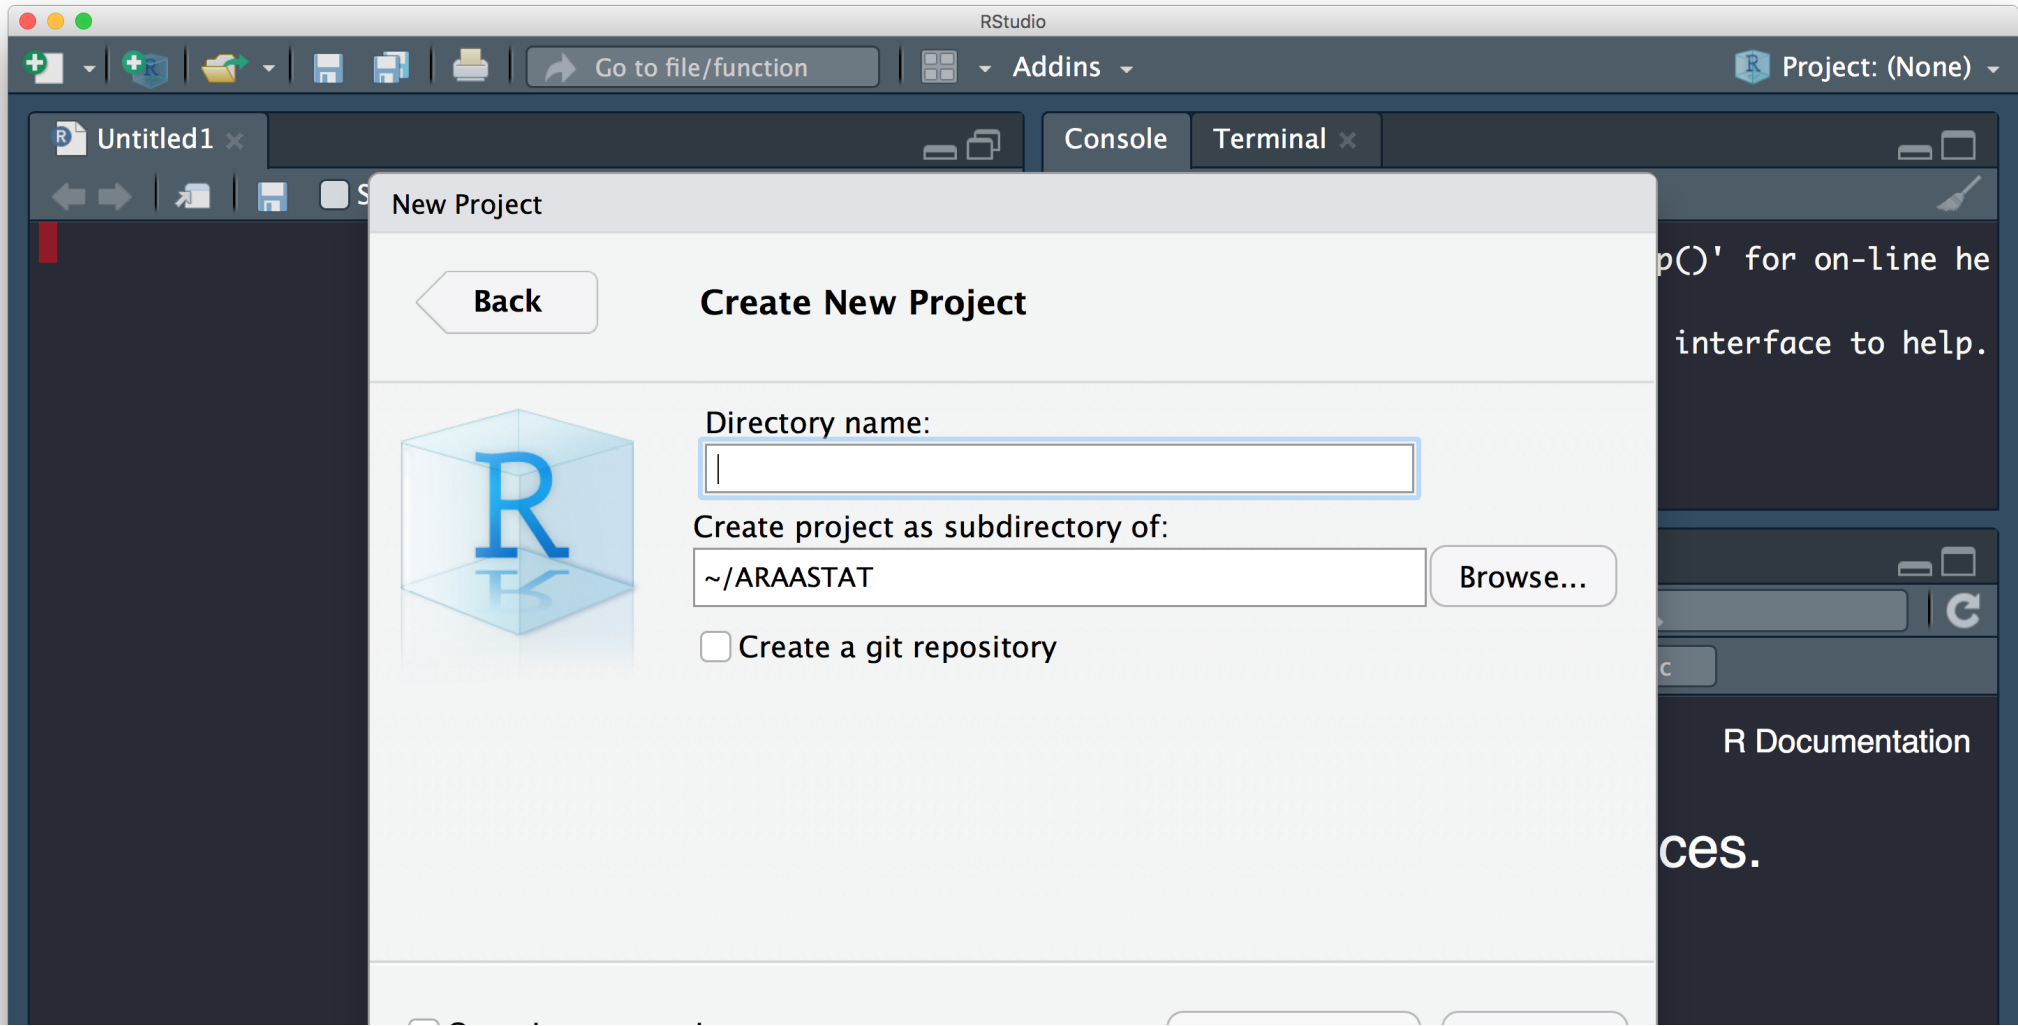 RStudio
Go to file/function
Addins
Project: (None)
Untitled1
Console
Terminal
New Project
Back
Create New Project
p()' for on-line he
interface to help.
R
Directory name:
Create project as subdirectory of:
~/ARAASTAT
Browse...
Create a git repository
c
R Documentation
ces.